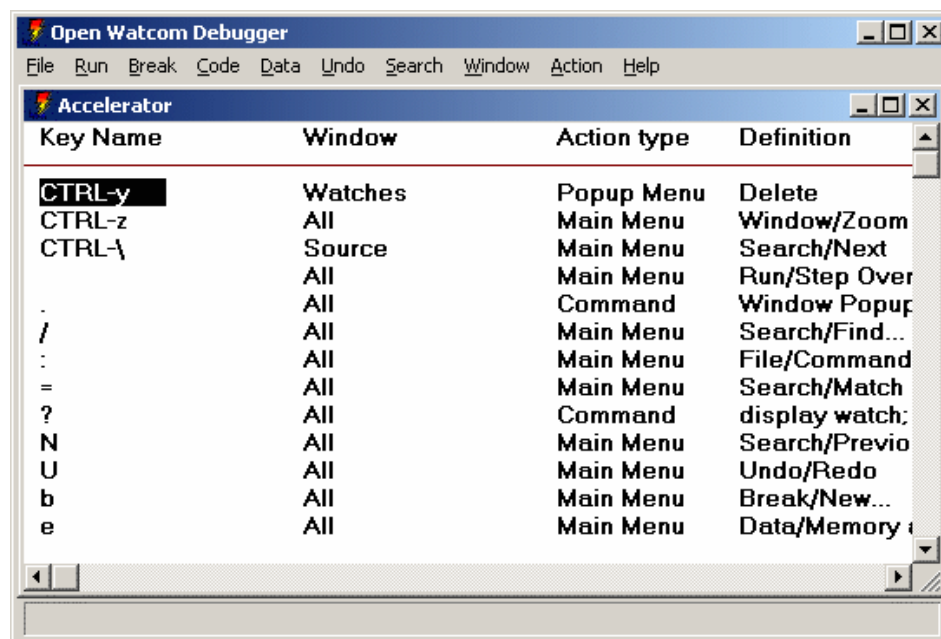 Open Watcom Debugger
File Run Break Code Data Undo Search Window Action Help
Accelerator
Key Name Window Action type Definition
CTRL-y Watches Popup Menu Delete
CTRL-z All Main Menu Window/Zoom
CTRL-\ Source Main Menu Search/Next
All Main Menu Run/Step Over
. All Command Window Popup
/ All Main Menu Search/Find...
: All Main Menu File/Command
= All Main Menu Search/Match
? All Command display watch;
N All Main Menu Search/Previo
U All Main Menu Undo/Redo
b All Main Menu Break/New...
e All Main Menu Data/Memory